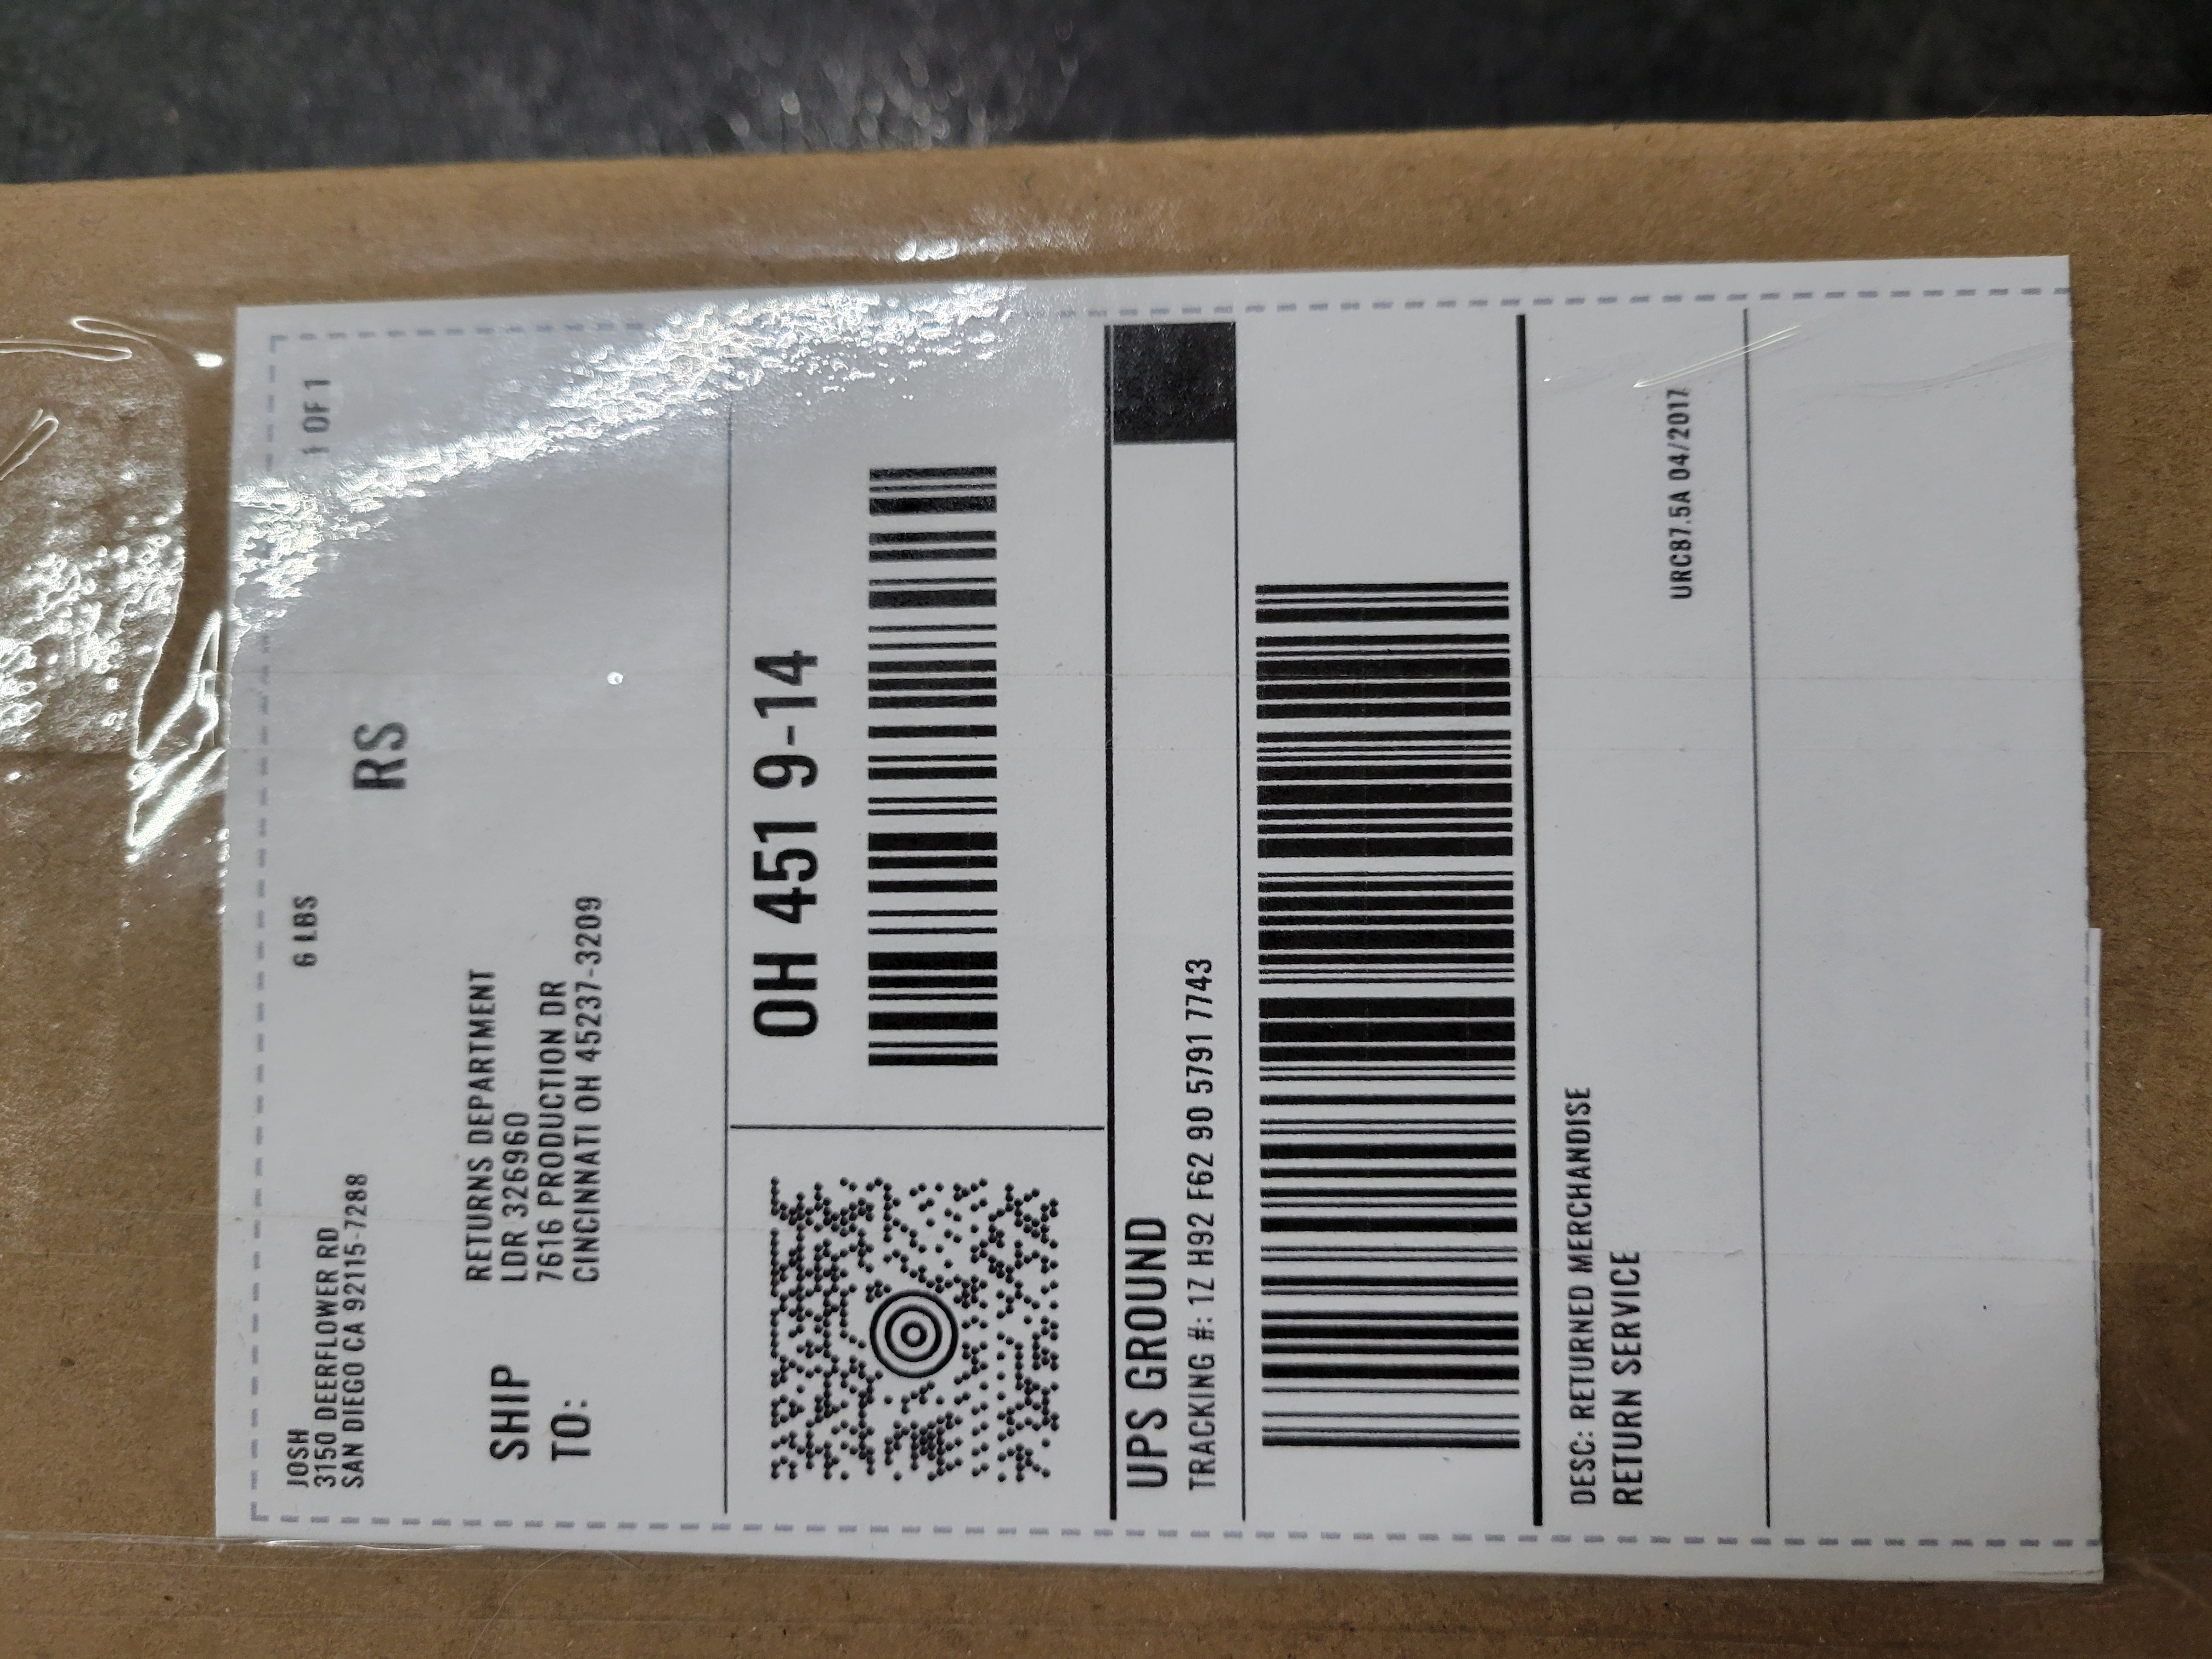 JOSH
3150 DEERFLOWER RD
SAN DIEGO CA 92115-7288
6 LBS
1 OF 1
RS
SHIP
TO:
RETURNS DEPARTMENT
LDR 326960
7616 PRODUCTION DR
CINCINNATI OH 45237-3209
OH 451 9-14
UPS GROUND
TRACKING #: 1Z H92 F62 90 5791 7743
DESC: RETURNED MERCHANDISE
RETURN SERVICE
URC87.5A 04/2017